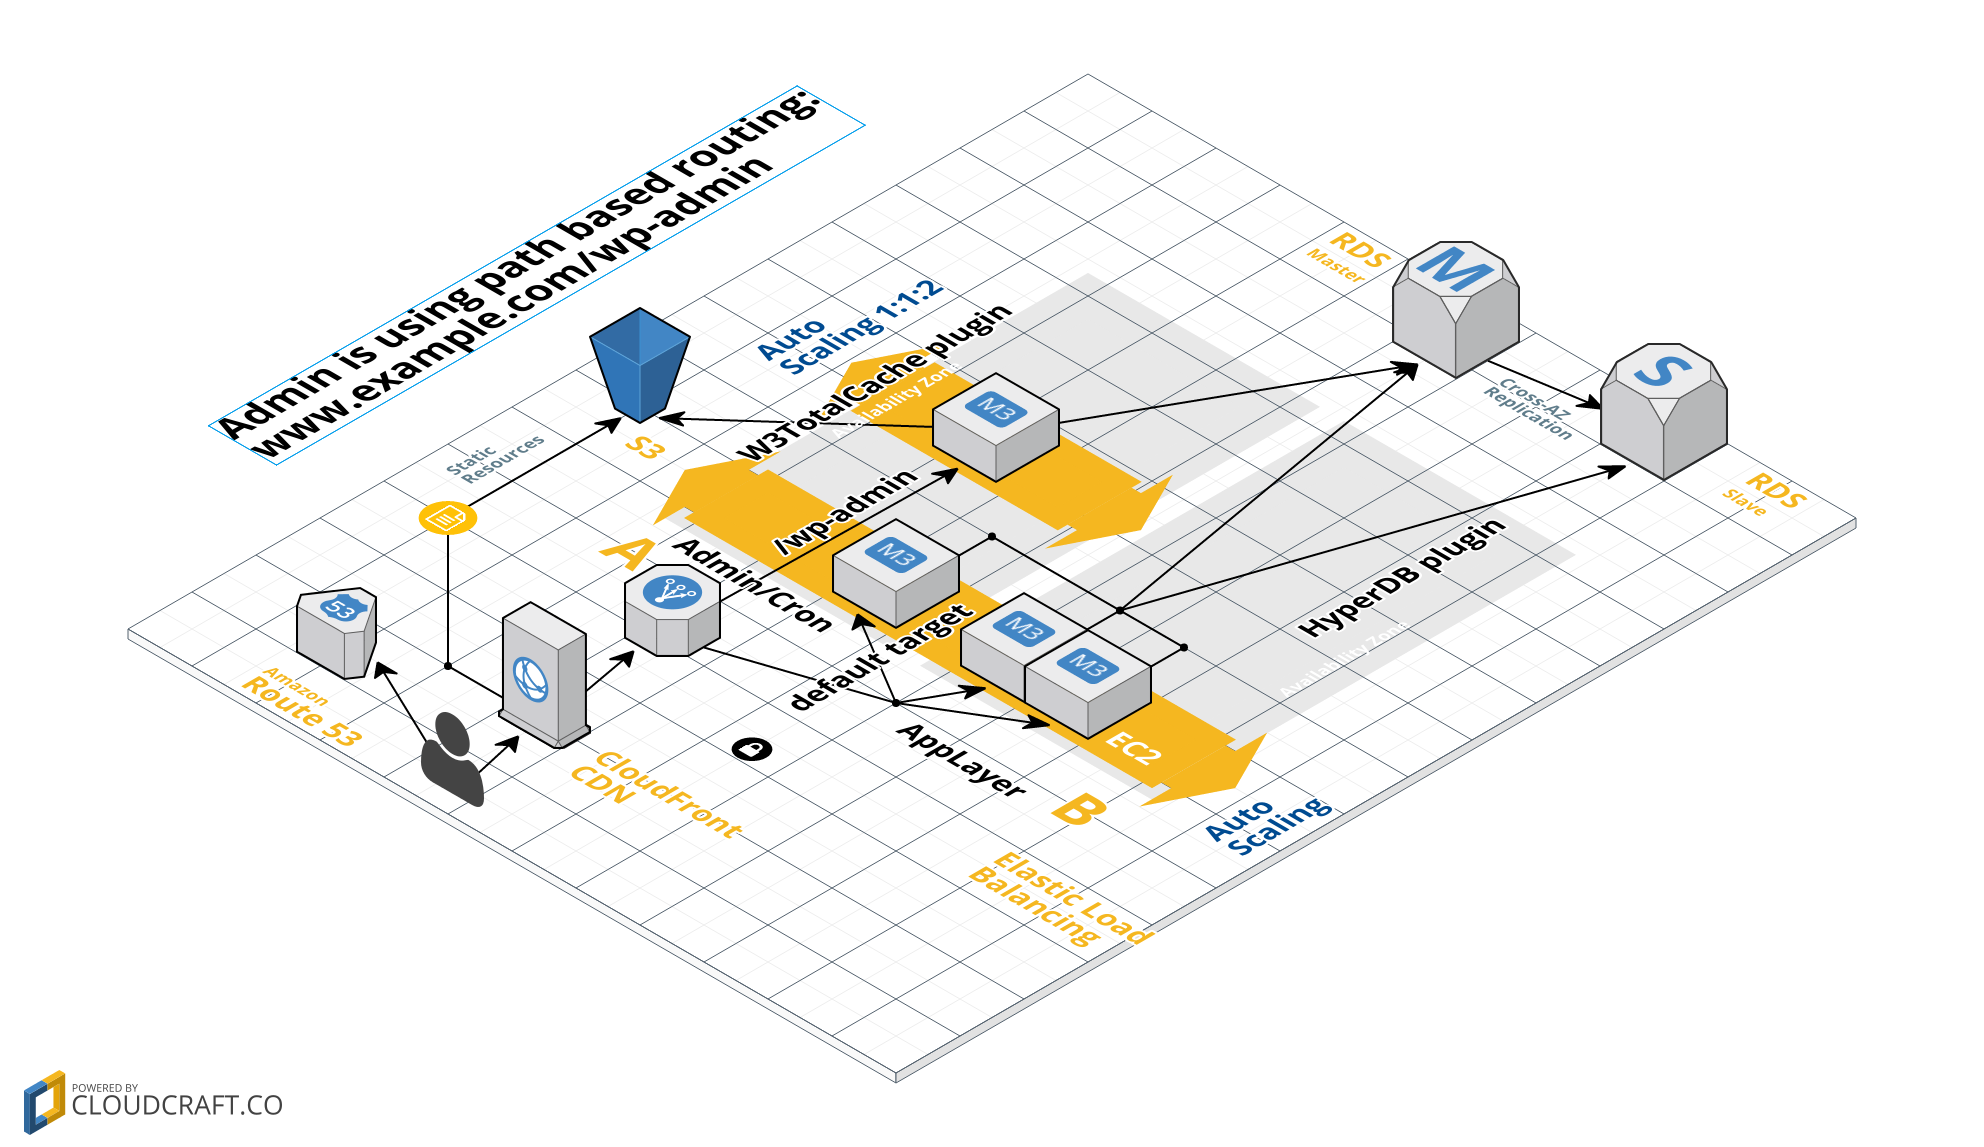 Admin is using path based routing:
www.example.com/wp-admin
Auto
Scaling 1:1:2
W3TotalCache plugin
Availability Zone
RDS
Master
M
S
Cross-AZ
Replication
RDS
Slave
S3
Static
Resources
M3
/wp-admin
A
Admin/Cron
M3
M3
M3
default target
HyperDB plugin
Availability Zone
53
Amazon
Route 53
CloudFront
CDN
AppLayer
EC2
B
Auto
Scaling
Elastic Load
Balancing
POWERED BY
CLOUDCRAFT.CO